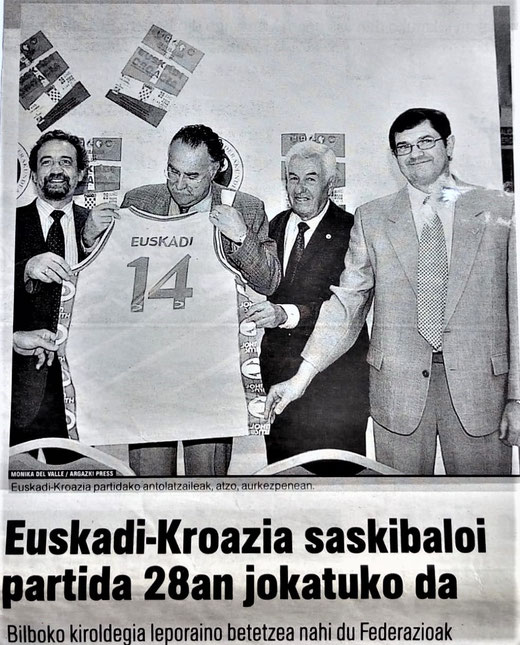 EUSKADI
14
MONIKA DEL VALLE / ARGAZKI PRESS
Euskadi-Kroazia partidako antolatzaileak, atzo, aurkezpenean.
Euskadi-Kroazia saskibaloi
partida 28an jokatuko da
Bilboko kiroldegia leporaino betetzea nahi du Federazioak